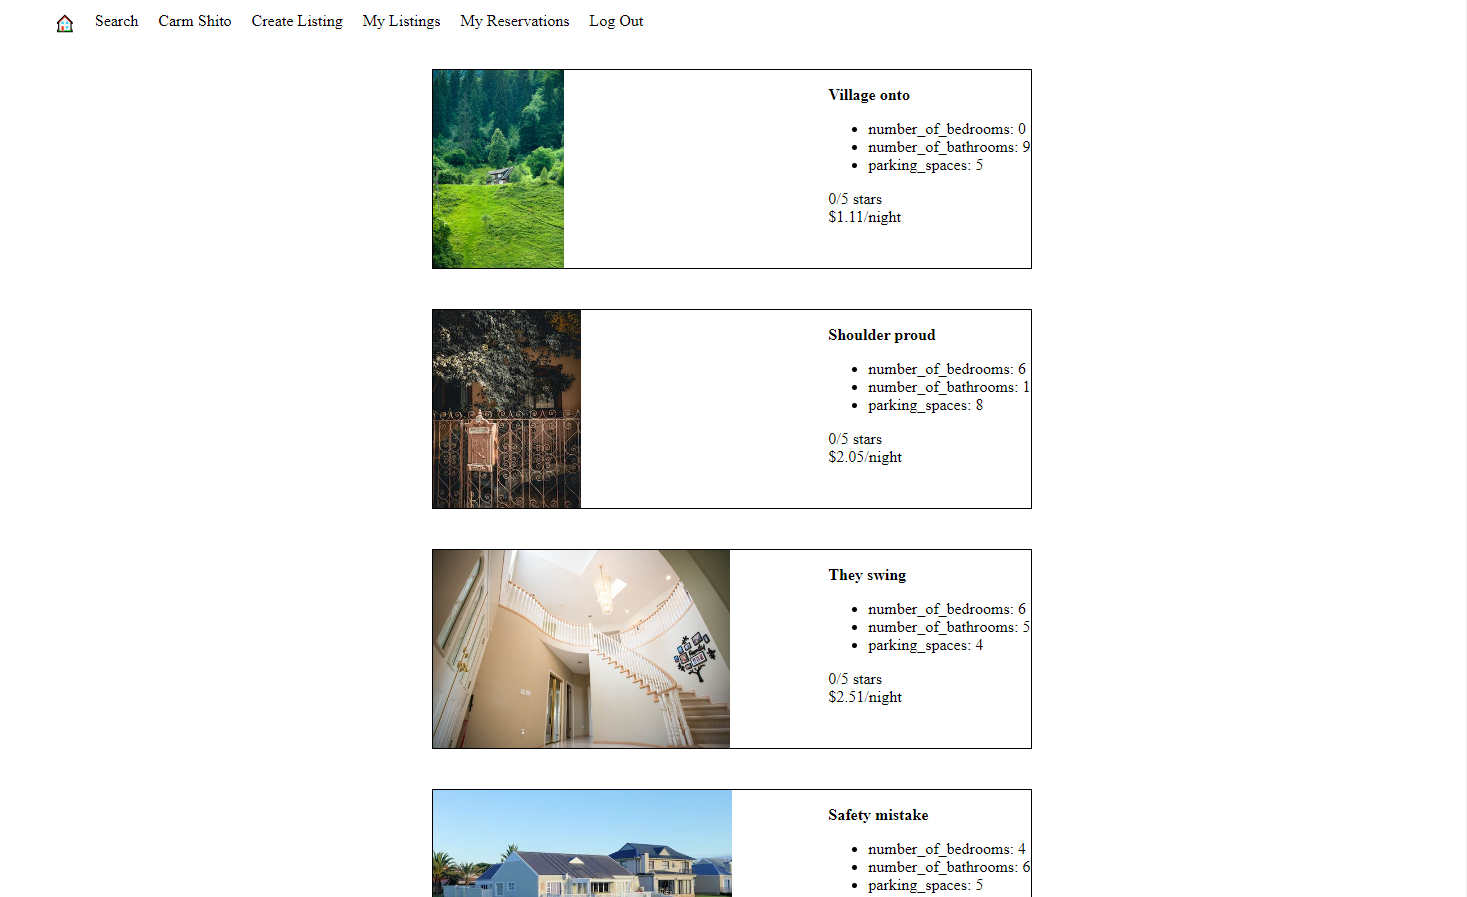 Search Carm Shito Create Listing My Listings My Reservations Log Out
Village onto
number_of_bedrooms: 0
number_of_bathrooms: 9
parking_spaces: 5
0/5 stars
$1.11/night
Shoulder proud
number_of_bedrooms: 6
number_of_bathrooms: 1
parking_spaces: 8
0/5 stars
$2.05/night
They swing
number_of_bedrooms: 6
number_of_bathrooms: 5
parking_spaces: 4
0/5 stars
$2.51/night
Safety mistake
number_of_bedrooms: 4
number_of_bathrooms: 6
parking_spaces: 5